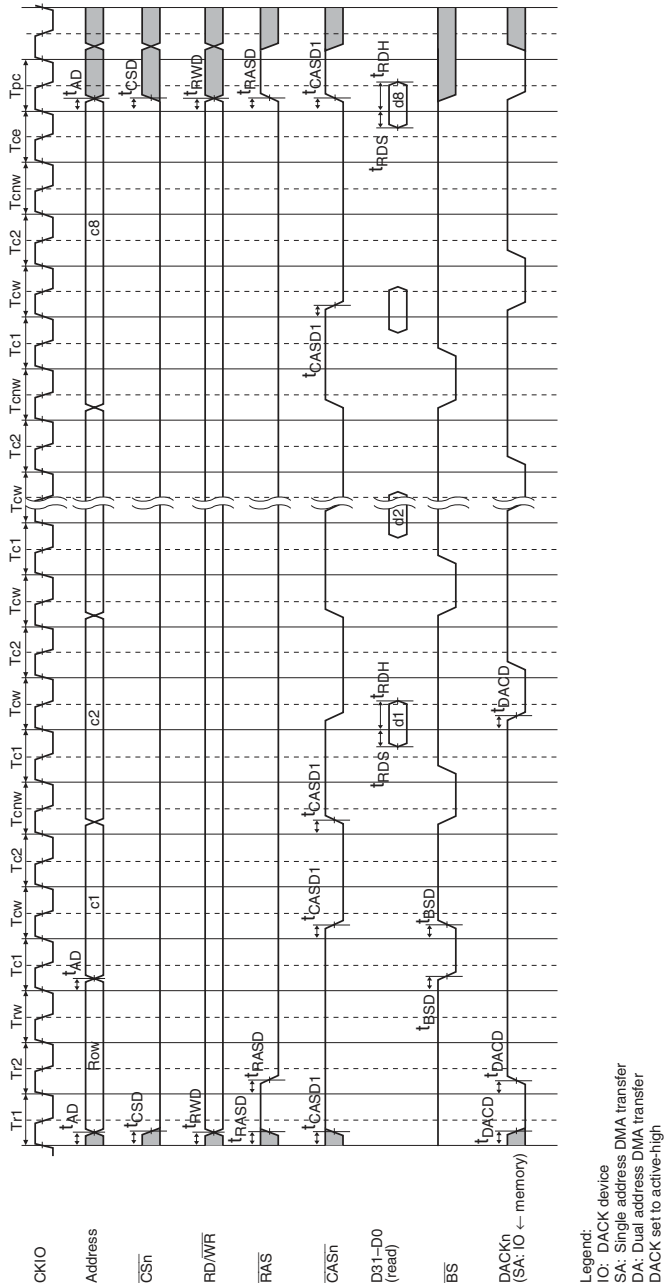 Tr1 Tr2 Trw Tc1 Tcw Tc2 Tcnw Tc1 Tcw Tc2 Tcw Tc1 Tcw Tc2 Tcnw Tc1 Tcw Tc2 Tcnw Tce Tpc
CKIO
tAD tAD tAD
Address Row c1 c2 c8
tCSD tCSD
CSn
tRWD tRWD
RD/WR
tRASD tRASD tRASD
RAS
tCASD1 tCASD1 tCASD1 tCASD1 tCASD1
CASn
tRDS tRDH tRDS tRDH
D31–D0 d1 d2 d8
(read)
tBSD tBSD
BS
tDACD tDACD tDACD
DACKn
(SA: IO ← memory)
Legend:
IO: DACK device
SA: Single address DMA transfer
DA: Dual address DMA transfer
DACK set to active-high